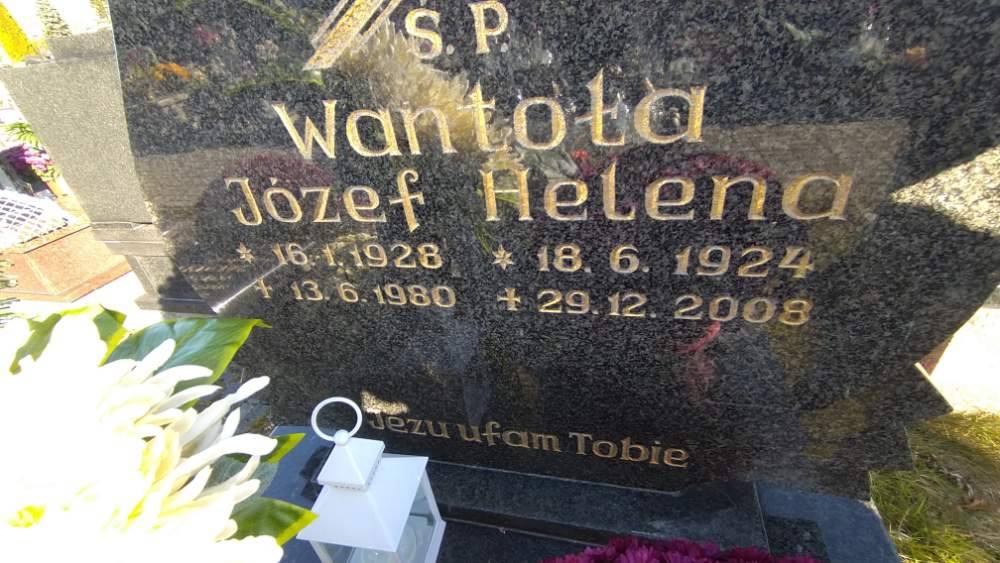 Ś. P.
Wantoła
Józef Helena
* 16. 1. 1928 * 18. 6. 1924
† 13. 6. 1980 † 29. 12. 2008
Jezu ufam Tobie